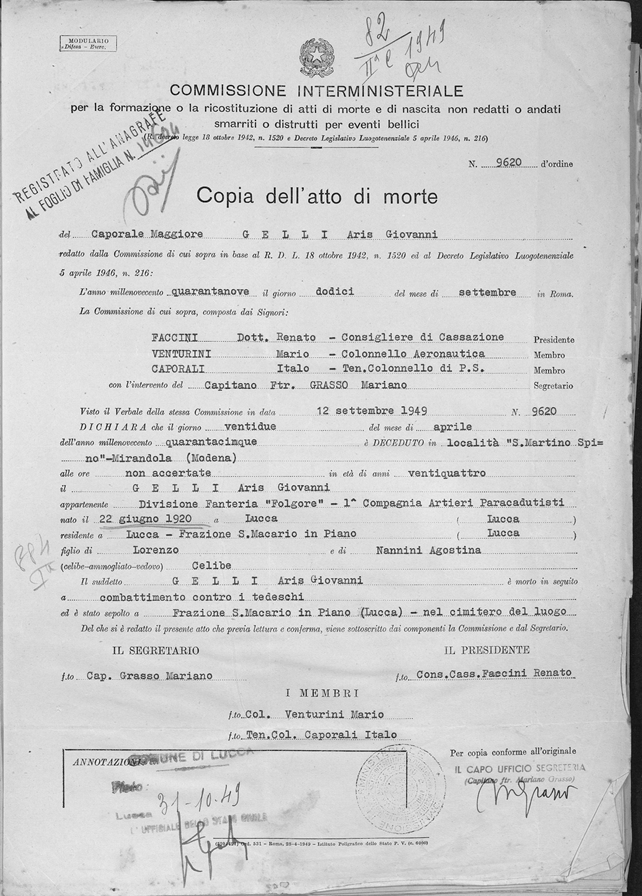 MODULARIO
82
II^a C 1949
COMMISSIONE INTERMINISTERIALE
per la formazione o la ricostituzione di atti di morte e di nascita non redatti o andati
smarriti o distrutti per eventi bellici
(R. decreto legge 18 ottobre 1942, n. 1520 e Decreto Legislativo Luogotenenziale 5 aprile 1946, n. 216)
REGISTRATO ALL'ANAGRAFE
AL FOGLIO DI FAMIGLIA N.
N. 9620 d'ordine
Copia dell'atto di morte
del Caporale Maggiore G E L L I Aris Giovanni
redatto dalla Commissione di cui sopra in base al R. D. L. 18 ottobre 1942, n. 1520 ed al Decreto Legislativo Luogotenenziale
5 aprile 1946, n. 216:
L'anno millenovecento quarantanove il giorno dodici del mese di settembre in Roma.
La Commissione di cui sopra, composta dai Signori:
FACCINI Dott. Renato - Consigliere di Cassazione Presidente
VENTURINI Mario - Colonnello Aeronautica Membro
CAPORALI Italo - Ten.Colonnello di P.S. Membro
con l'intervento del Capitano Ftr. GRASSO Mariano Segretario
Visto il Verbale della stessa Commissione in data 12 settembre 1949 N. 9620
DICHIARA che il giorno ventidue del mese di aprile
dell'anno millenovecento quarantacinque è DECEDUTO in località "S.Martino Spi=
no"-Mirandola (Modena)
alle ore non accertate in età di anni ventiquattro
il G E L L I Aris Giovanni
appartenente Divisione Fanteria "Folgore" - 1^ Compagnia Artieri Paracadutisti
nato il 22 giugno 1920 a Lucca ( Lucca )
residente a Lucca - Frazione S.Macario in Piano ( Lucca )
884
I^a
figlio di Lorenzo e di Nannini Agostina
(celibe-ammogliato-vedovo) Celibe
Il suddetto G E L L I Aris Giovanni è morto in seguito
a combattimento contro i tedeschi
ed è stato sepolto a Frazione S.Macario in Piano (Lucca) - nel cimitero del luogo
Del che si è redatto il presente atto che previa lettura e conferma, viene sottoscritto dai componenti la Commissione e dal Segretario.
IL SEGRETARIO IL PRESIDENTE
f.to Cap. Grasso Mariano f.to Cons.Cass.Faccini Renato
I MEMBRI
f.to Col. Venturini Mario
f.to Ten.Col. Caporali Italo
ANNOTAZIONI
COMUNE DI LUCCA
Lucca 31-10-49
L'UFFICIALE DELLO STATO CIVILE
Per copia conforme all'originale
IL CAPO UFFICIO SEGRETERIA
(Capitano ftr. Mariano Grasso)